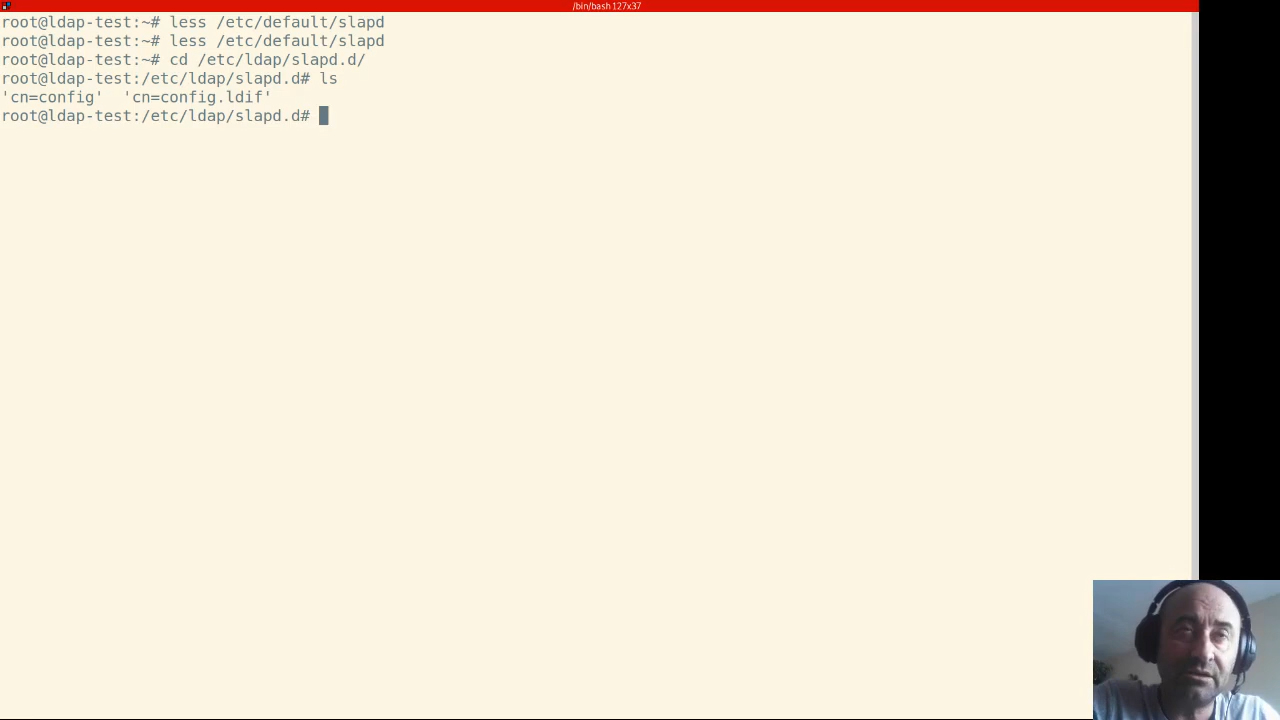 /bin/bash 127x37
root@ldap-test:~# less /etc/default/slapd
root@ldap-test:~# less /etc/default/slapd
root@ldap-test:~# cd /etc/ldap/slapd.d/
root@ldap-test:/etc/ldap/slapd.d# ls
'cn=config'  'cn=config.ldif'
root@ldap-test:/etc/ldap/slapd.d#